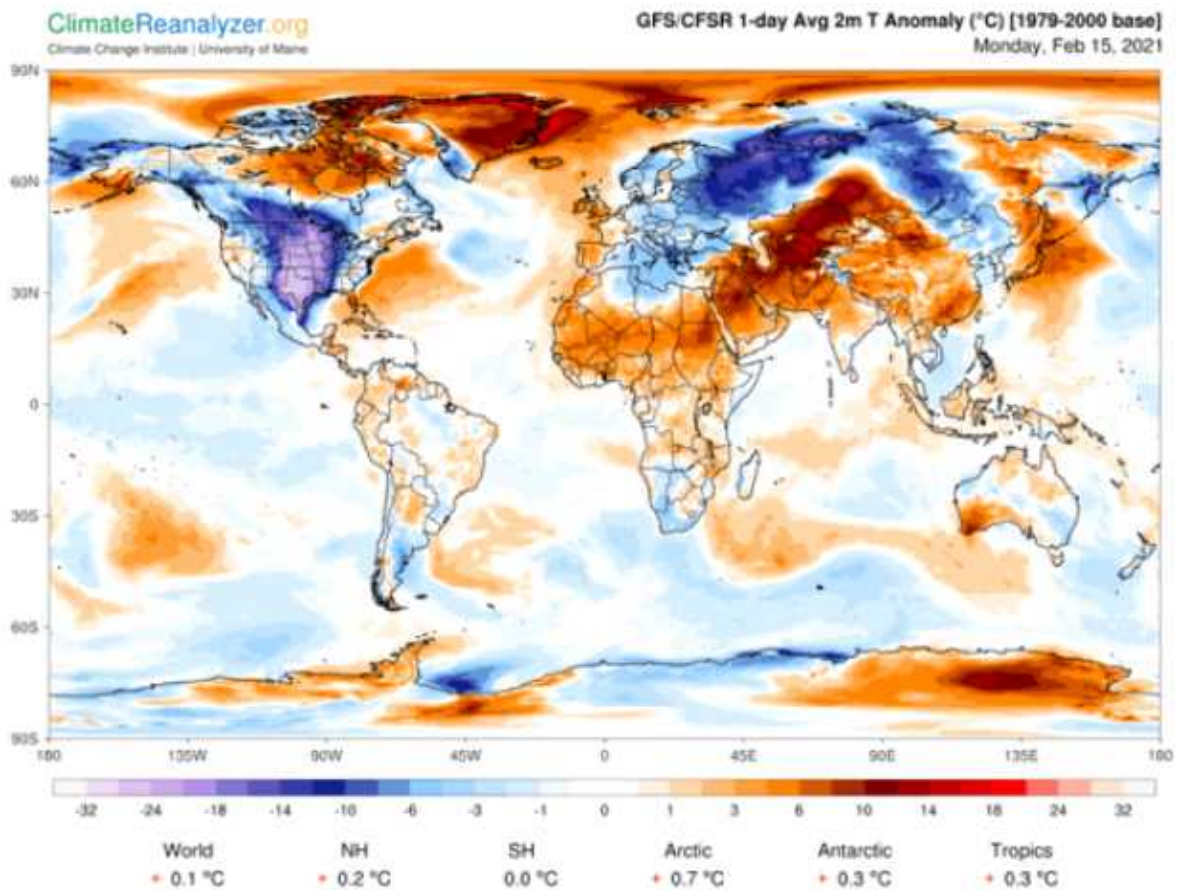 ClimateReanalyzer.org
Climate Change Institute | University of Maine
GFS/CFSR 1-day Avg 2m T Anomaly (°C) [1979-2000 base]
Monday, Feb 15, 2021
90N
60N
30N
0
30S
60S
90S
180 135W 90W 45W 0 45E 90E 135E 180
-32 -24 -18 -14 -10 -6 -3 -1 0 1 3 6 10 14 18 24 32
World NH SH Arctic Antarctic Tropics
+ 0.1 °C + 0.2 °C 0.0 °C + 0.7 °C + 0.3 °C + 0.3 °C